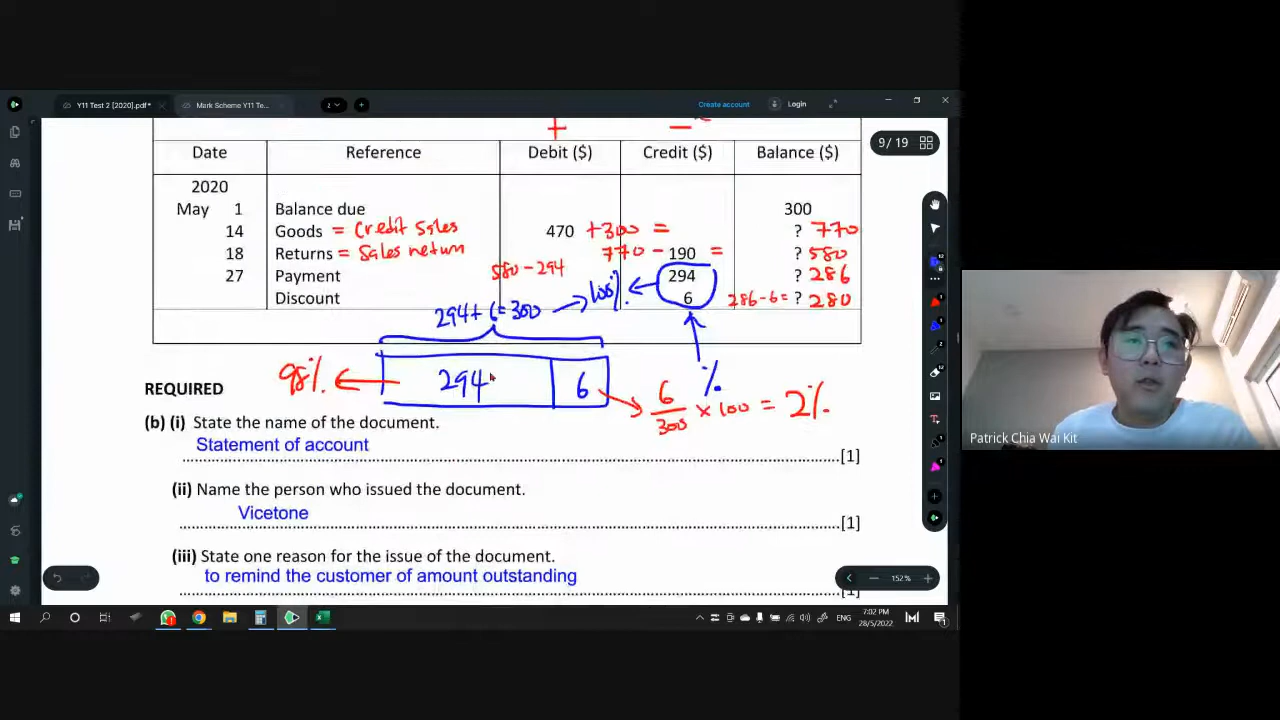 Y11 Test 2 [2020].pdf*
Mark Scheme Y11 Te...
2
Create account
Login
+ −
9 / 19
Date Reference Debit ($) Credit ($) Balance ($)
2020
May 1 Balance due 300
14 Goods = Credit Sales 470 +300 = ? 770
18 Returns = Sales return 770 - 190 = ? 580
27 Payment 580-294 294 ? 286
Discount 6 286-6= ? 280
294+6=300 100%
98% 294 6 %
6/300 × 100 = 2%
REQUIRED
(b) (i) State the name of the document.
Statement of account
[1]
(ii) Name the person who issued the document.
Vicetone
[1]
(iii) State one reason for the issue of the document.
to remind the customer of amount outstanding
[1]
152%
Patrick Chia Wai Kit
ENG
7:02 PM
28/5/2022